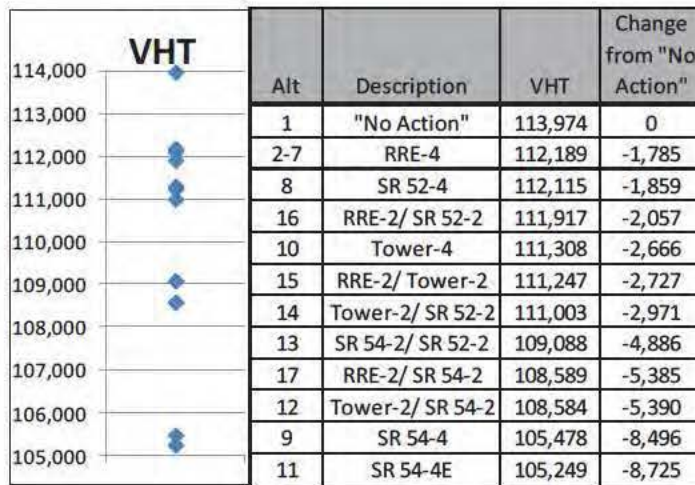 VHT
114,000
113,000
112,000
111,000
110,000
109,000
108,000
107,000
106,000
105,000
Alt Description VHT Change from "No Action"
1 "No Action" 113,974 0
2-7 RRE-4 112,189 -1,785
8 SR 52-4 112,115 -1,859
16 RRE-2/ SR 52-2 111,917 -2,057
10 Tower-4 111,308 -2,666
15 RRE-2/ Tower-2 111,247 -2,727
14 Tower-2/ SR 52-2 111,003 -2,971
13 SR 54-2/ SR 52-2 109,088 -4,886
17 RRE-2/ SR 54-2 108,589 -5,385
12 Tower-2/ SR 54-2 108,584 -5,390
9 SR 54-4 105,478 -8,496
11 SR 54-4E 105,249 -8,725